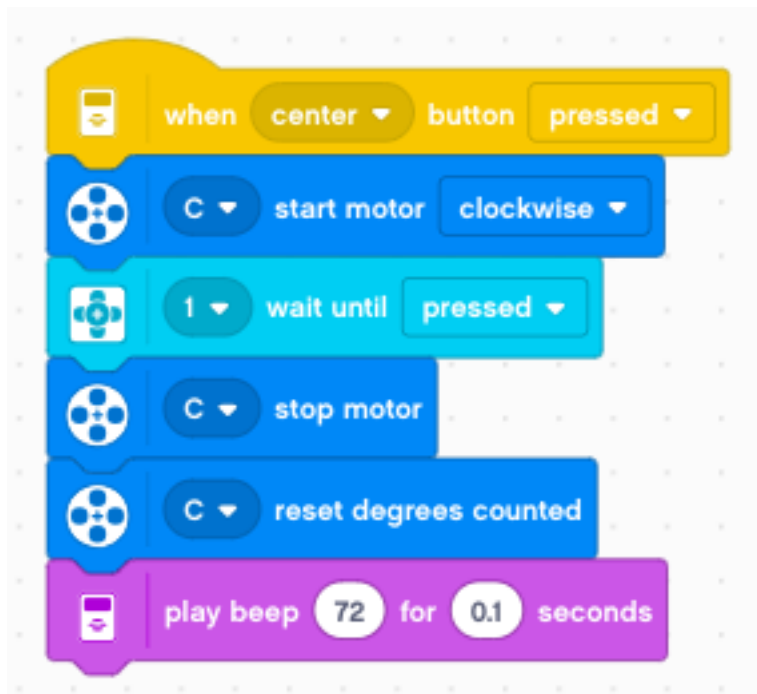 when center button pressed
C start motor clockwise
1 wait until pressed
C stop motor
C reset degrees counted
play beep 72 for 0.1 seconds